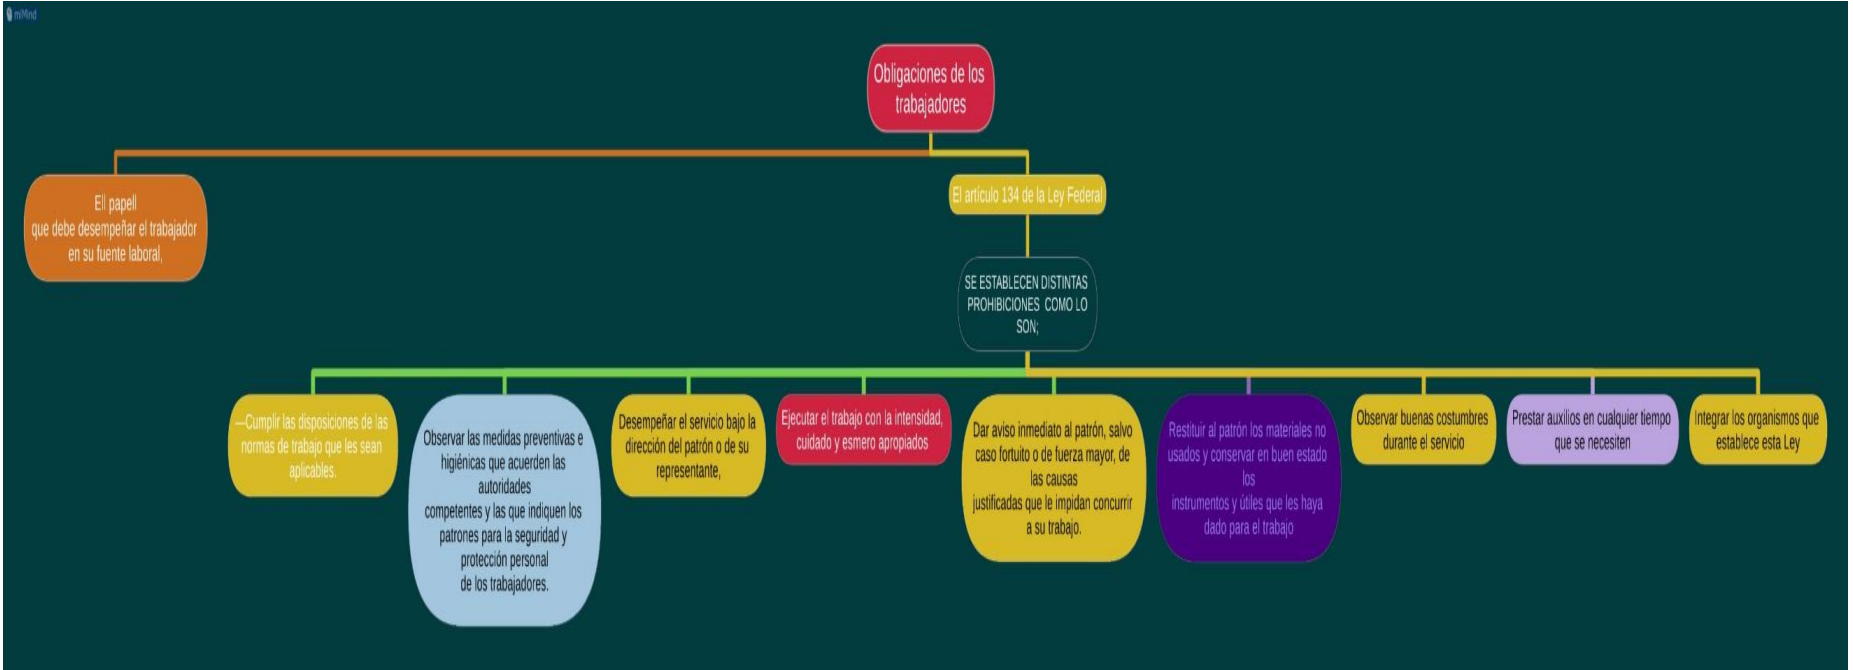 miMind
Obligaciones de los
trabajadores
Ell papell
que debe desempeñar el trabajador
en su fuente laboral,
El artículo 134 de la Ley Federal
SE ESTABLECEN DISTINTAS
PROHIBICIONES COMO LO
SON;
—Cumplir las disposiciones de las
normas de trabajo que les sean
aplicables.
Observar las medidas preventivas e
higiénicas que acuerden las
autoridades
competentes y las que indiquen los
patrones para la seguridad y
protección personal
de los trabajadores.
Desempeñar el servicio bajo la
dirección del patrón o de su
representante,
Ejecutar el trabajo con la intensidad,
cuidado y esmero apropiados
Dar aviso inmediato al patrón, salvo
caso fortuito o de fuerza mayor, de
las causas
justificadas que le impidan concurrir
a su trabajo.
Restituir al patrón los materiales no
usados y conservar en buen estado
los
instrumentos y útiles que les haya
dado para el trabajo
Observar buenas costumbres
durante el servicio
Prestar auxilios en cualquier tiempo
que se necesiten
Integrar los organismos que
establece esta Ley